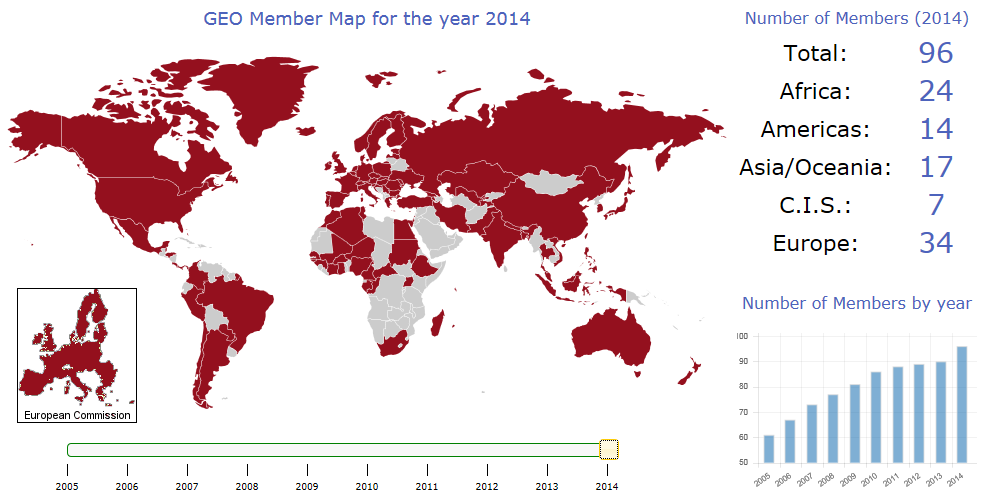 GEO Member Map for the year 2014
European Commission
2005 2006 2007 2008 2009 2010 2011 2012 2013 2014
Number of Members (2014)
Total: 96
Africa: 24
Americas: 14
Asia/Oceania: 17
C.I.S.: 7
Europe: 34
Number of Members by year
100
90
80
70
60
50
2005 2006 2007 2008 2009 2010 2011 2012 2013 2014